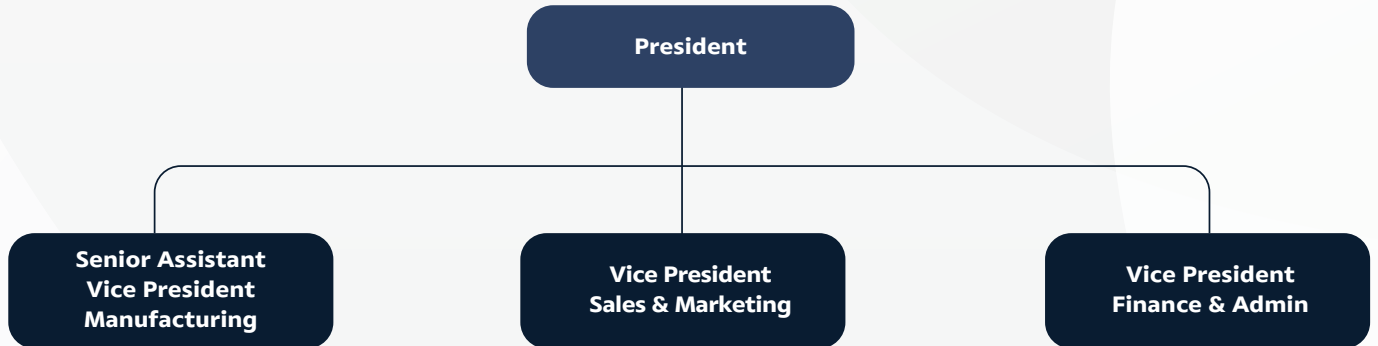 President
Senior Assistant
Vice President
Manufacturing
Vice President
Sales & Marketing
Vice President
Finance & Admin